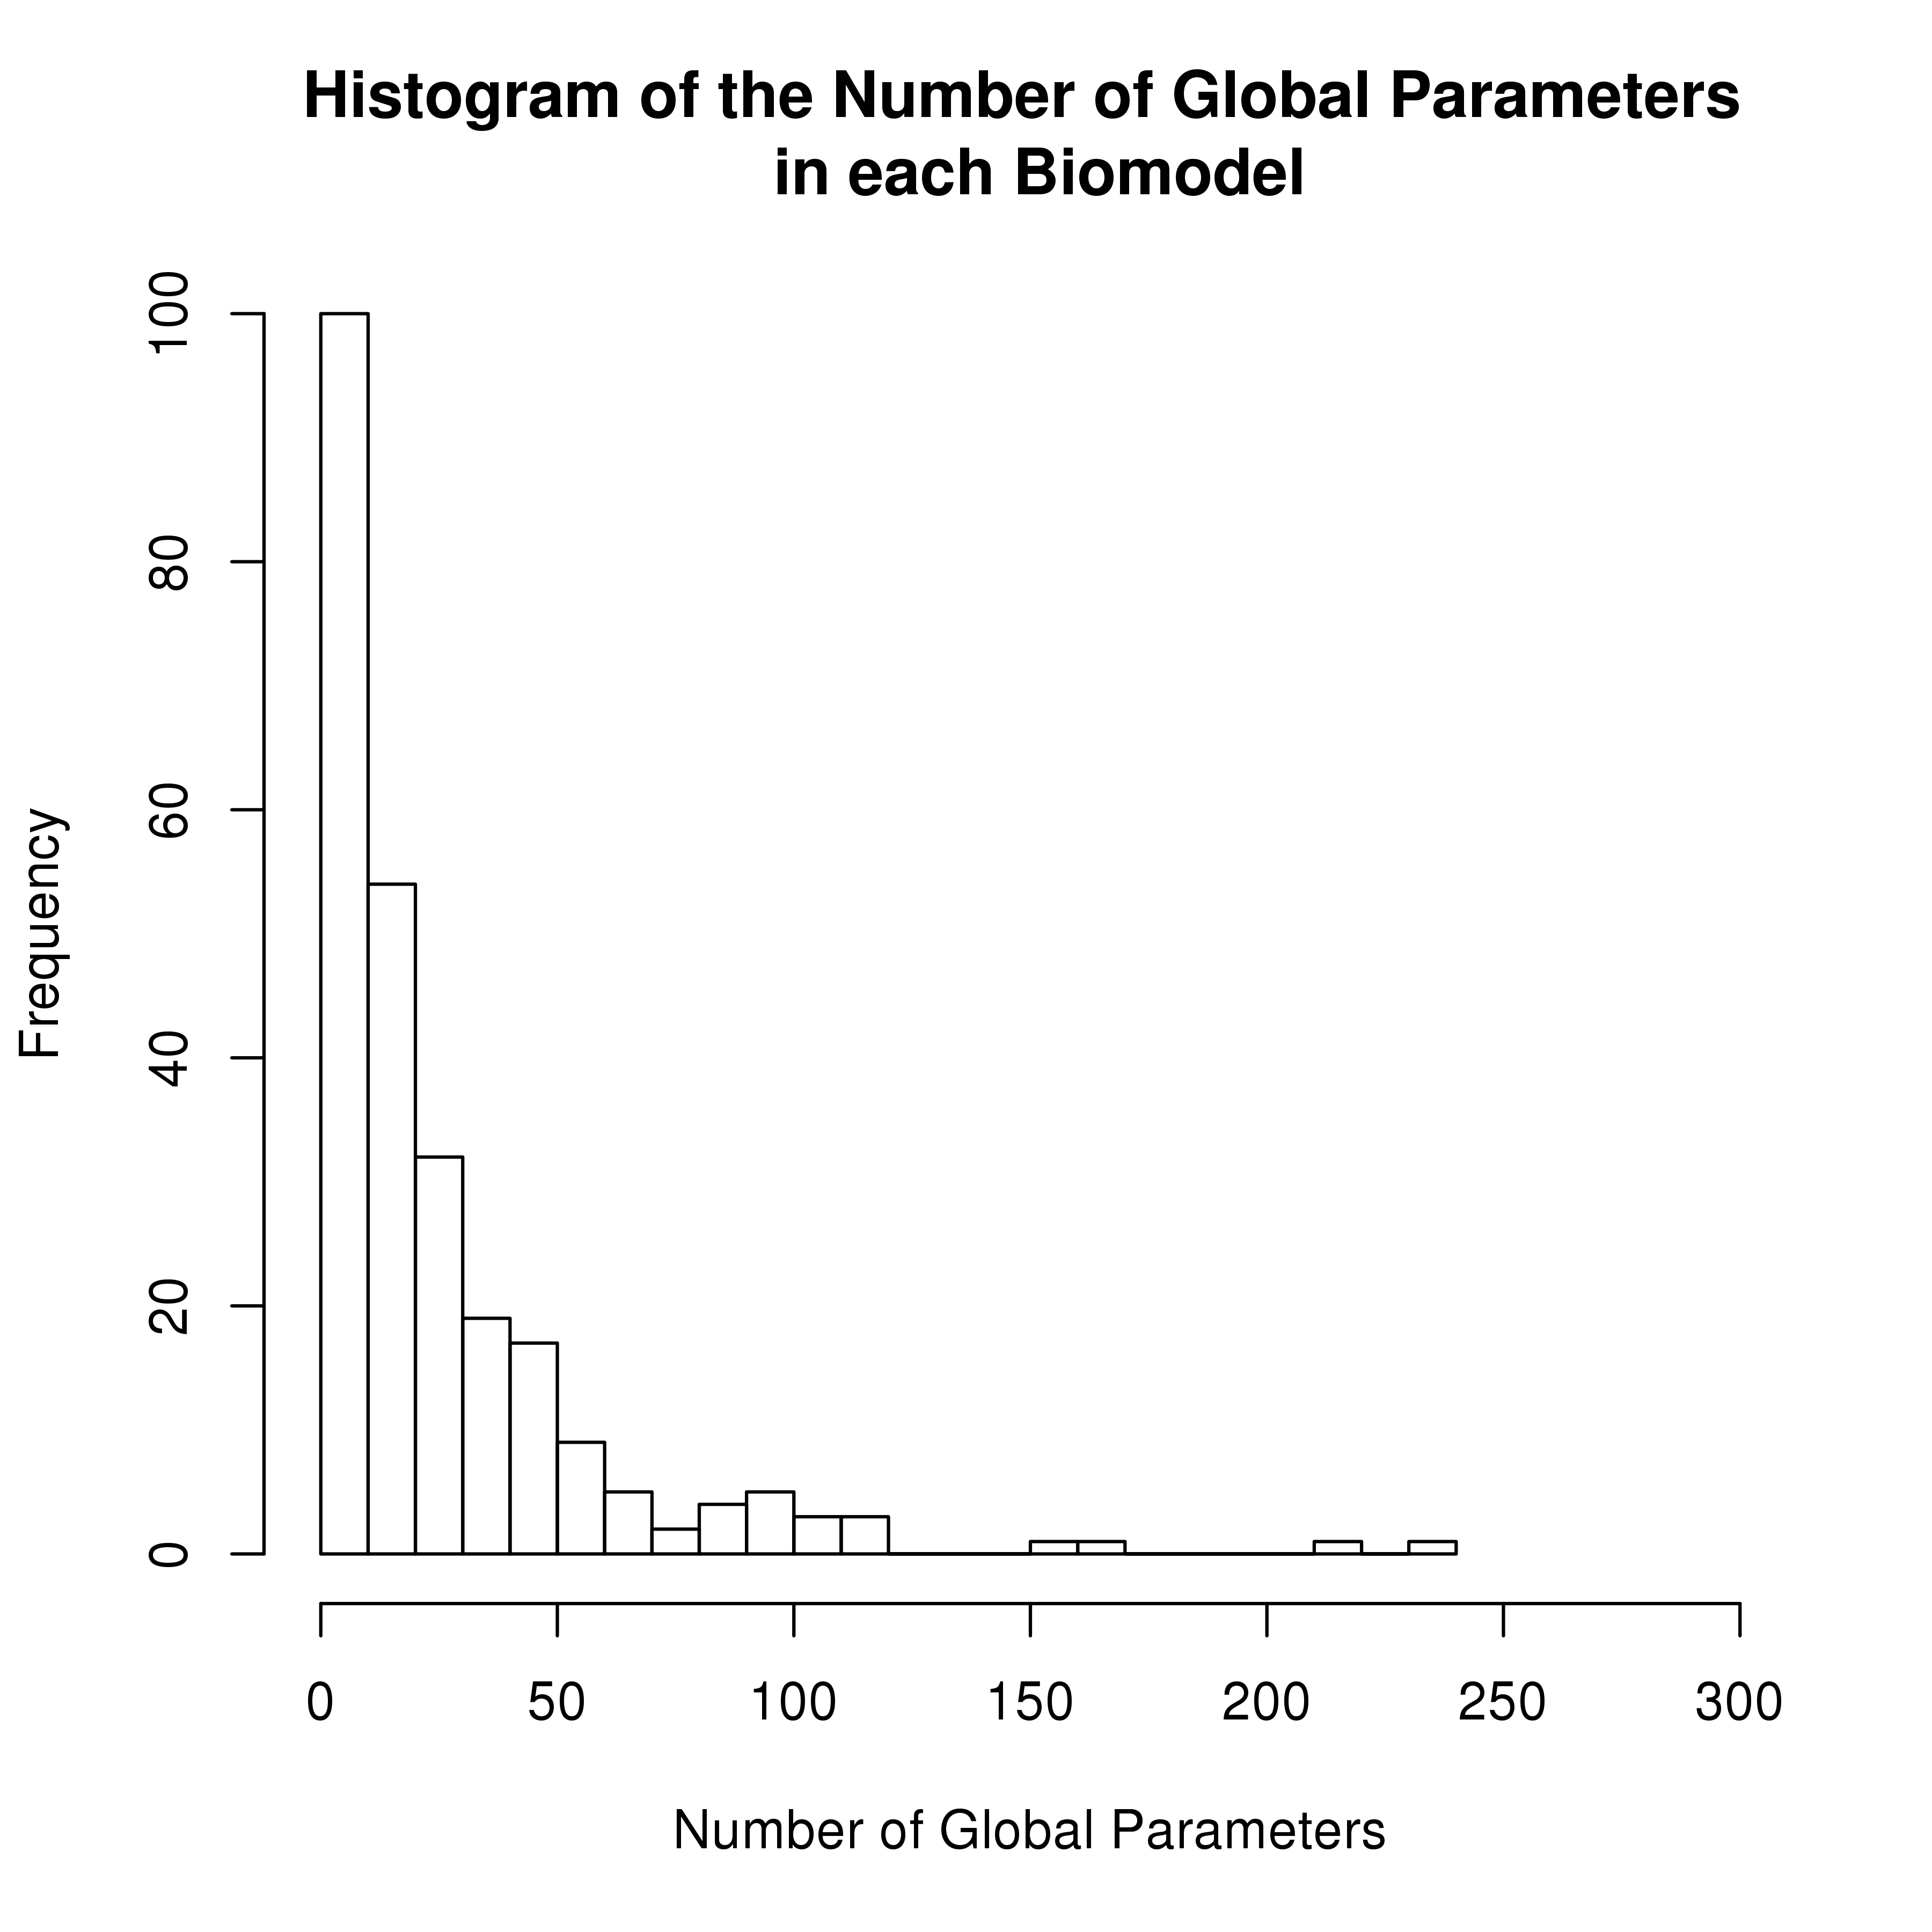 Histogram of the Number of Global Parameters
in each Biomodel
100
80
60
40
20
0
Frequency
0 50 100 150 200 250 300
Number of Global Parameters